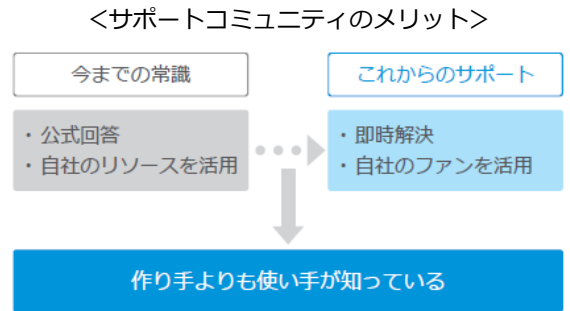 ＜サポートコミュニティのメリット＞
今までの常識
これからのサポート
・公式回答
・自社のリソースを活用
・即時解決
・自社のファンを活用
作り手よりも使い手が知っている